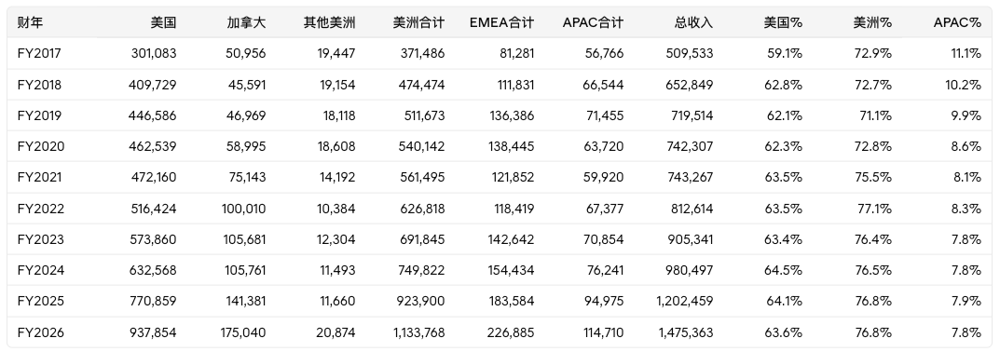 财年 美国 加拿大 其他美洲 美洲合计 EMEA合计 APAC合计 总收入 美国% 美洲% APAC%
FY2017 301,083 50,956 19,447 371,486 81,281 56,766 509,533 59.1% 72.9% 11.1%
FY2018 409,729 45,591 19,154 474,474 111,831 66,544 652,849 62.8% 72.7% 10.2%
FY2019 446,586 46,969 18,118 511,673 136,386 71,455 719,514 62.1% 71.1% 9.9%
FY2020 462,539 58,995 18,608 540,142 138,445 63,720 742,307 62.3% 72.8% 8.6%
FY2021 472,160 75,143 14,192 561,495 121,852 59,920 743,267 63.5% 75.5% 8.1%
FY2022 516,424 100,010 10,384 626,818 118,419 67,377 812,614 63.5% 77.1% 8.3%
FY2023 573,860 105,681 12,304 691,845 142,642 70,854 905,341 63.4% 76.4% 7.8%
FY2024 632,568 105,761 11,493 749,822 154,434 76,241 980,497 64.5% 76.5% 7.8%
FY2025 770,859 141,381 11,660 923,900 183,584 94,975 1,202,459 64.1% 76.8% 7.9%
FY2026 937,854 175,040 20,874 1,133,768 226,885 114,710 1,475,363 63.6% 76.8% 7.8%